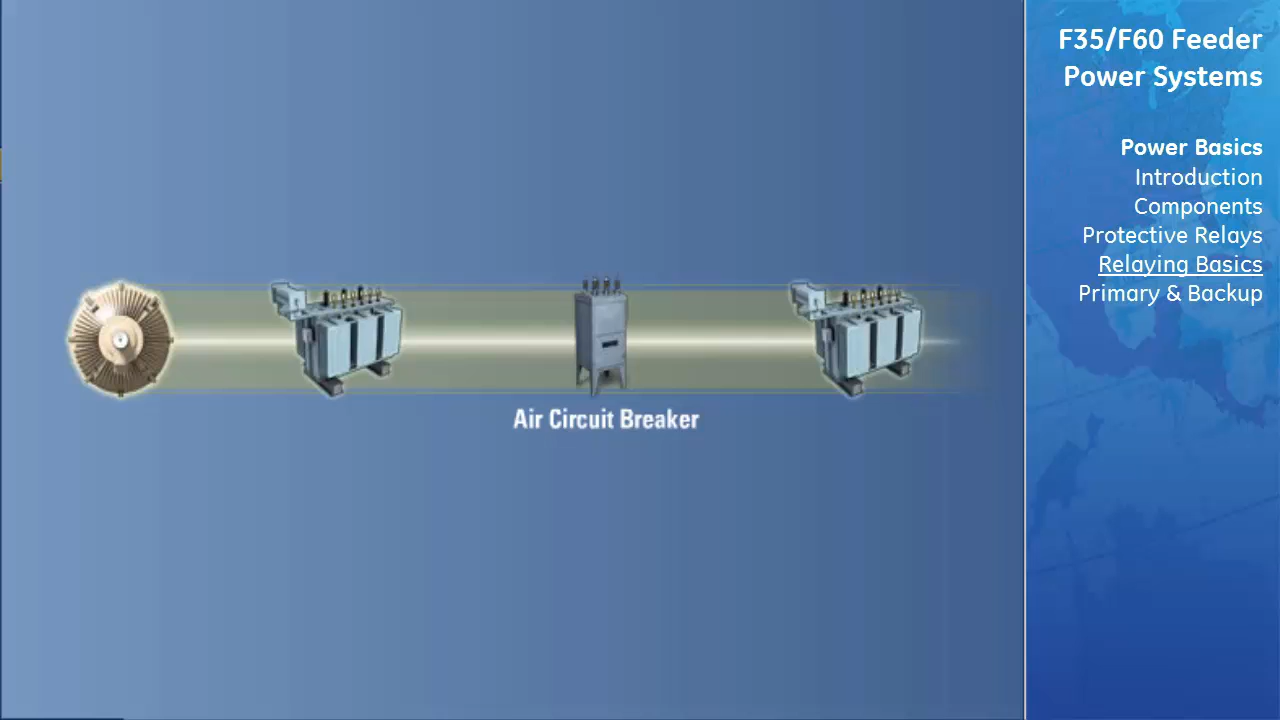 F35/F60 Feeder
Power Systems
Power Basics
Introduction
Components
Protective Relays
Relaying Basics
Primary & Backup
Air Circuit Breaker